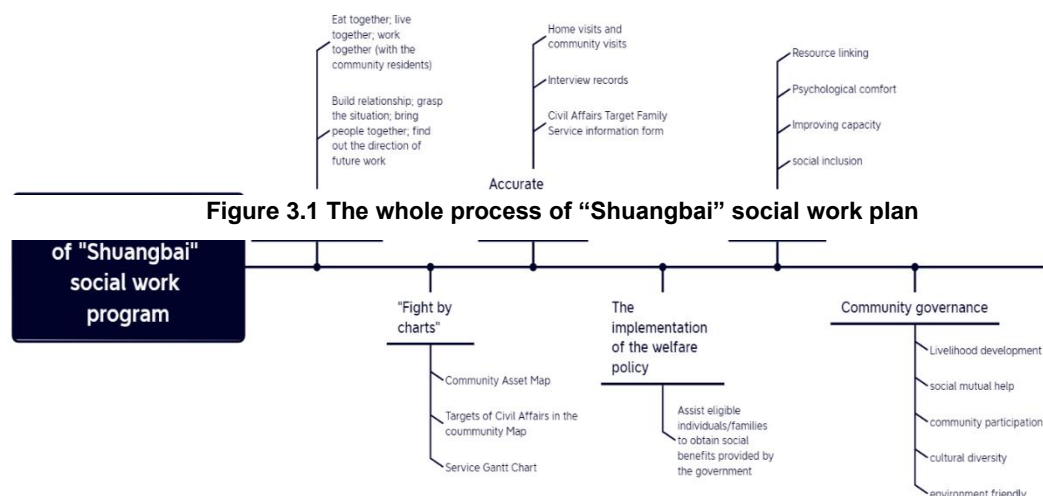 Eat together; live
together; work
together (with the
community residents)
Build relationship; grasp
the situation; bring
people together; find
out the direction of
future work
Home visits and
community visits
Interview records
Civil Affairs Target Family
Service information form
Accurate
Resource linking
Psychological comfort
Improving capacity
social inclusion
Figure 3.1 The whole process of “Shuangbai” social work plan
of "Shuangbai"
social work
program
"Fight by
charts"
Community Asset Map
Targets of Civil Affairs in the
coummunity Map
Service Gantt Chart
The
implementation
of the welfare
policy
Assist eligible
individuals/families
to obtain social
benefits provided by
the government
Community governance
Livelihood development
social mutual help
community participation
cultural diversity
environment friendly